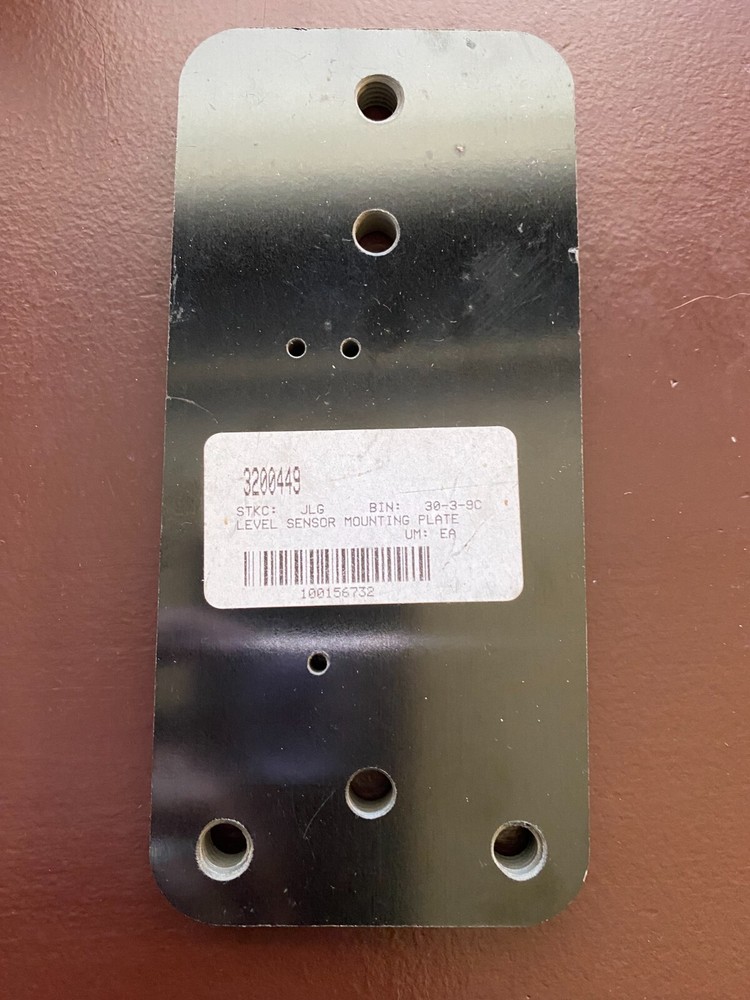 3200449
STKC: JLG BIN: 30-3-9C
LEVEL SENSOR MOUNTING PLATE
UM: EA
100156732